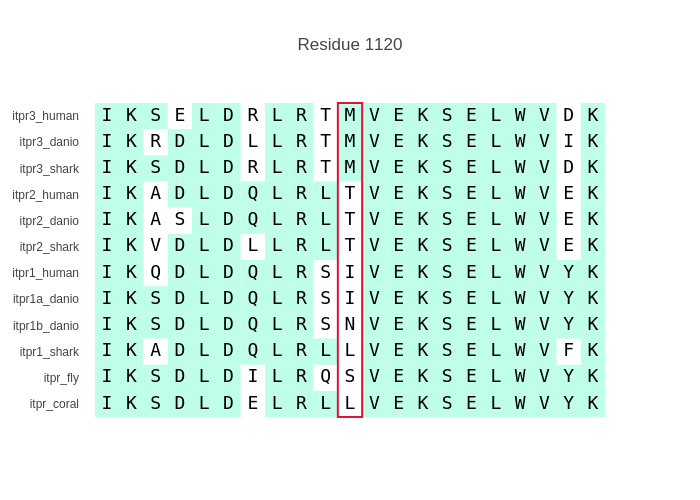 Residue 1120
itpr3_human I K S E L D R L R T M V E K S E L W V D K
itpr3_danio I K R D L D L L R T M V E K S E L W V I K
itpr3_shark I K S D L D R L R T M V E K S E L W V D K
itpr2_human I K A D L D Q L R L T V E K S E L W V E K
itpr2_danio I K A S L D Q L R L T V E K S E L W V E K
itpr2_shark I K V D L D L L R L T V E K S E L W V E K
itpr1_human I K Q D L D Q L R S I V E K S E L W V Y K
itpr1a_danio I K S D L D Q L R S I V E K S E L W V Y K
itpr1b_danio I K S D L D Q L R S N V E K S E L W V Y K
itpr1_shark I K A D L D Q L R L L V E K S E L W V F K
itpr_fly I K S D L D I L R Q S V E K S E L W V Y K
itpr_coral I K S D L D E L R L L V E K S E L W V Y K